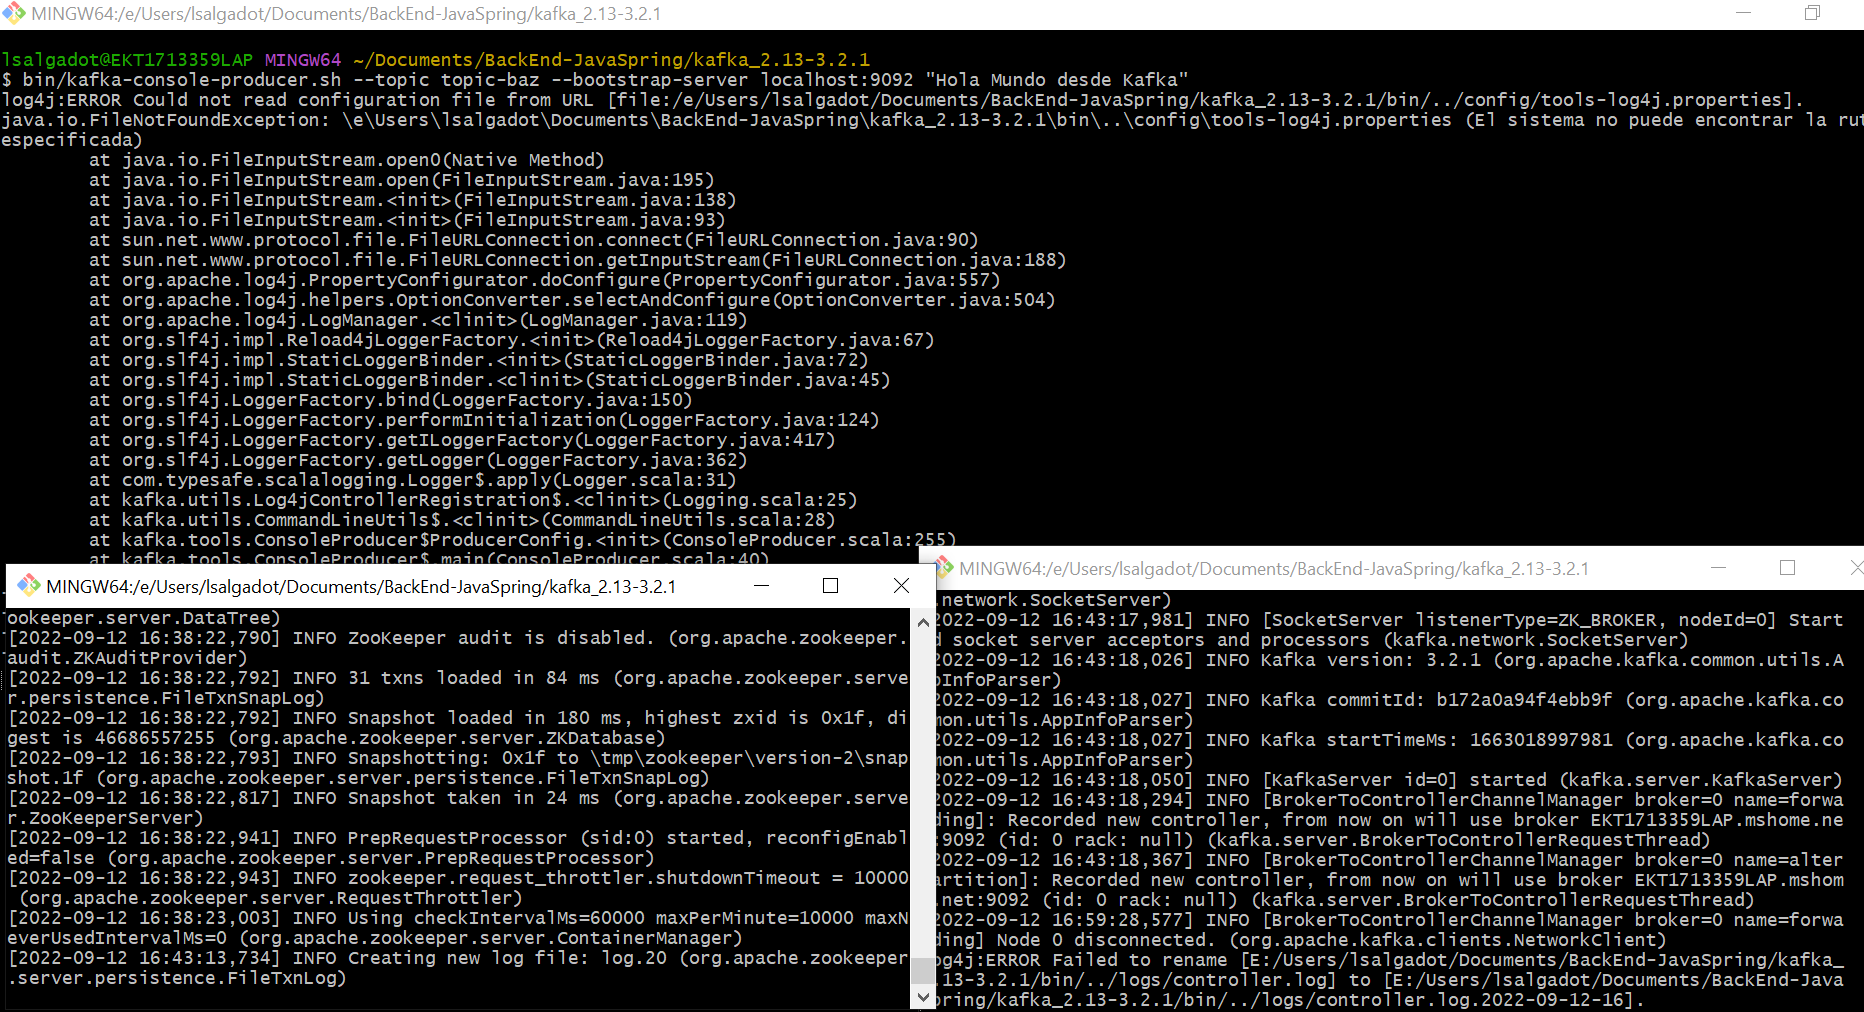 MINGW64:/e/Users/lsalgadot/Documents/BackEnd-JavaSpring/kafka_2.13-3.2.1
lsalgadot@EKT1713359LAP MINGW64 ~/Documents/BackEnd-JavaSpring/kafka_2.13-3.2.1
$ bin/kafka-console-producer.sh --topic topic-baz --bootstrap-server localhost:9092 "Hola Mundo desde Kafka"
log4j:ERROR Could not read configuration file from URL [file:/e/Users/lsalgadot/Documents/BackEnd-JavaSpring/kafka_2.13-3.2.1/bin/../config/tools-log4j.properties].
java.io.FileNotFoundException: \e\Users\lsalgadot\Documents\BackEnd-JavaSpring\kafka_2.13-3.2.1\bin\..\config\tools-log4j.properties (El sistema no puede encontrar la rut
especificada)
at java.io.FileInputStream.open0(Native Method)
at java.io.FileInputStream.open(FileInputStream.java:195)
at java.io.FileInputStream.<init>(FileInputStream.java:138)
at java.io.FileInputStream.<init>(FileInputStream.java:93)
at sun.net.www.protocol.file.FileURLConnection.connect(FileURLConnection.java:90)
at sun.net.www.protocol.file.FileURLConnection.getInputStream(FileURLConnection.java:188)
at org.apache.log4j.PropertyConfigurator.doConfigure(PropertyConfigurator.java:557)
at org.apache.log4j.helpers.OptionConverter.selectAndConfigure(OptionConverter.java:504)
at org.apache.log4j.LogManager.<clinit>(LogManager.java:119)
at org.slf4j.impl.Reload4jLoggerFactory.<init>(Reload4jLoggerFactory.java:67)
at org.slf4j.impl.StaticLoggerBinder.<init>(StaticLoggerBinder.java:72)
at org.slf4j.impl.StaticLoggerBinder.<clinit>(StaticLoggerBinder.java:45)
at org.slf4j.LoggerFactory.bind(LoggerFactory.java:150)
at org.slf4j.LoggerFactory.performInitialization(LoggerFactory.java:124)
at org.slf4j.LoggerFactory.getILoggerFactory(LoggerFactory.java:417)
at org.slf4j.LoggerFactory.getLogger(LoggerFactory.java:362)
at com.typesafe.scalalogging.Logger$.apply(Logger.scala:31)
at kafka.utils.Log4jControllerRegistration$.<clinit>(Logging.scala:25)
at kafka.utils.CommandLineUtils$.<clinit>(CommandLineUtils.scala:28)
at kafka.tools.ConsoleProducer$ProducerConfig.<init>(ConsoleProducer.scala:255)
at kafka.tools.ConsoleProducer$.main(ConsoleProducer.scala:40)
MINGW64:/e/Users/lsalgadot/Documents/BackEnd-JavaSpring/kafka_2.13-3.2.1
ookeeper.server.DataTree)
[2022-09-12 16:38:22,790] INFO ZooKeeper audit is disabled. (org.apache.zookeeper.
audit.ZKAuditProvider)
[2022-09-12 16:38:22,792] INFO 31 txns loaded in 84 ms (org.apache.zookeeper.serve
r.persistence.FileTxnSnapLog)
[2022-09-12 16:38:22,792] INFO Snapshot loaded in 180 ms, highest zxid is 0x1f, di
gest is 46686557255 (org.apache.zookeeper.server.ZKDatabase)
[2022-09-12 16:38:22,793] INFO Snapshotting: 0x1f to \tmp\zookeeper\version-2\snap
shot.1f (org.apache.zookeeper.server.persistence.FileTxnSnapLog)
[2022-09-12 16:38:22,817] INFO Snapshot taken in 24 ms (org.apache.zookeeper.serve
r.ZooKeeperServer)
[2022-09-12 16:38:22,941] INFO PrepRequestProcessor (sid:0) started, reconfigEnabl
ed=false (org.apache.zookeeper.server.PrepRequestProcessor)
[2022-09-12 16:38:22,943] INFO zookeeper.request_throttler.shutdownTimeout = 10000
(org.apache.zookeeper.server.RequestThrottler)
[2022-09-12 16:38:23,003] INFO Using checkIntervalMs=60000 maxPerMinute=10000 maxN
everUsedIntervalMs=0 (org.apache.zookeeper.server.ContainerManager)
[2022-09-12 16:43:13,734] INFO Creating new log file: log.20 (org.apache.zookeeper
.server.persistence.FileTxnLog)
MINGW64:/e/Users/lsalgadot/Documents/BackEnd-JavaSpring/kafka_2.13-3.2.1
.network.SocketServer)
2022-09-12 16:43:17,981] INFO [SocketServer listenerType=ZK_BROKER, nodeId=0] Start
d socket server acceptors and processors (kafka.network.SocketServer)
2022-09-12 16:43:18,026] INFO Kafka version: 3.2.1 (org.apache.kafka.common.utils.A
pInfoParser)
2022-09-12 16:43:18,027] INFO Kafka commitId: b172a0a94f4ebb9f (org.apache.kafka.co
mon.utils.AppInfoParser)
2022-09-12 16:43:18,027] INFO Kafka startTimeMs: 1663018997981 (org.apache.kafka.co
mon.utils.AppInfoParser)
2022-09-12 16:43:18,050] INFO [KafkaServer id=0] started (kafka.server.KafkaServer)
2022-09-12 16:43:18,294] INFO [BrokerToControllerChannelManager broker=0 name=forwa
ding]: Recorded new controller, from now on will use broker EKT1713359LAP.mshome.ne
:9092 (id: 0 rack: null) (kafka.server.BrokerToControllerRequestThread)
2022-09-12 16:43:18,367] INFO [BrokerToControllerChannelManager broker=0 name=alter
artition]: Recorded new controller, from now on will use broker EKT1713359LAP.mshom
.net:9092 (id: 0 rack: null) (kafka.server.BrokerToControllerRequestThread)
2022-09-12 16:59:28,577] INFO [BrokerToControllerChannelManager broker=0 name=forwa
ding] Node 0 disconnected. (org.apache.kafka.clients.NetworkClient)
og4j:ERROR Failed to rename [E:/Users/lsalgadot/Documents/BackEnd-JavaSpring/kafka_
.13-3.2.1/bin/../logs/controller.log] to [E:/Users/lsalgadot/Documents/BackEnd-Java
pring/kafka_2.13-3.2.1/bin/../logs/controller.log.2022-09-12-16].